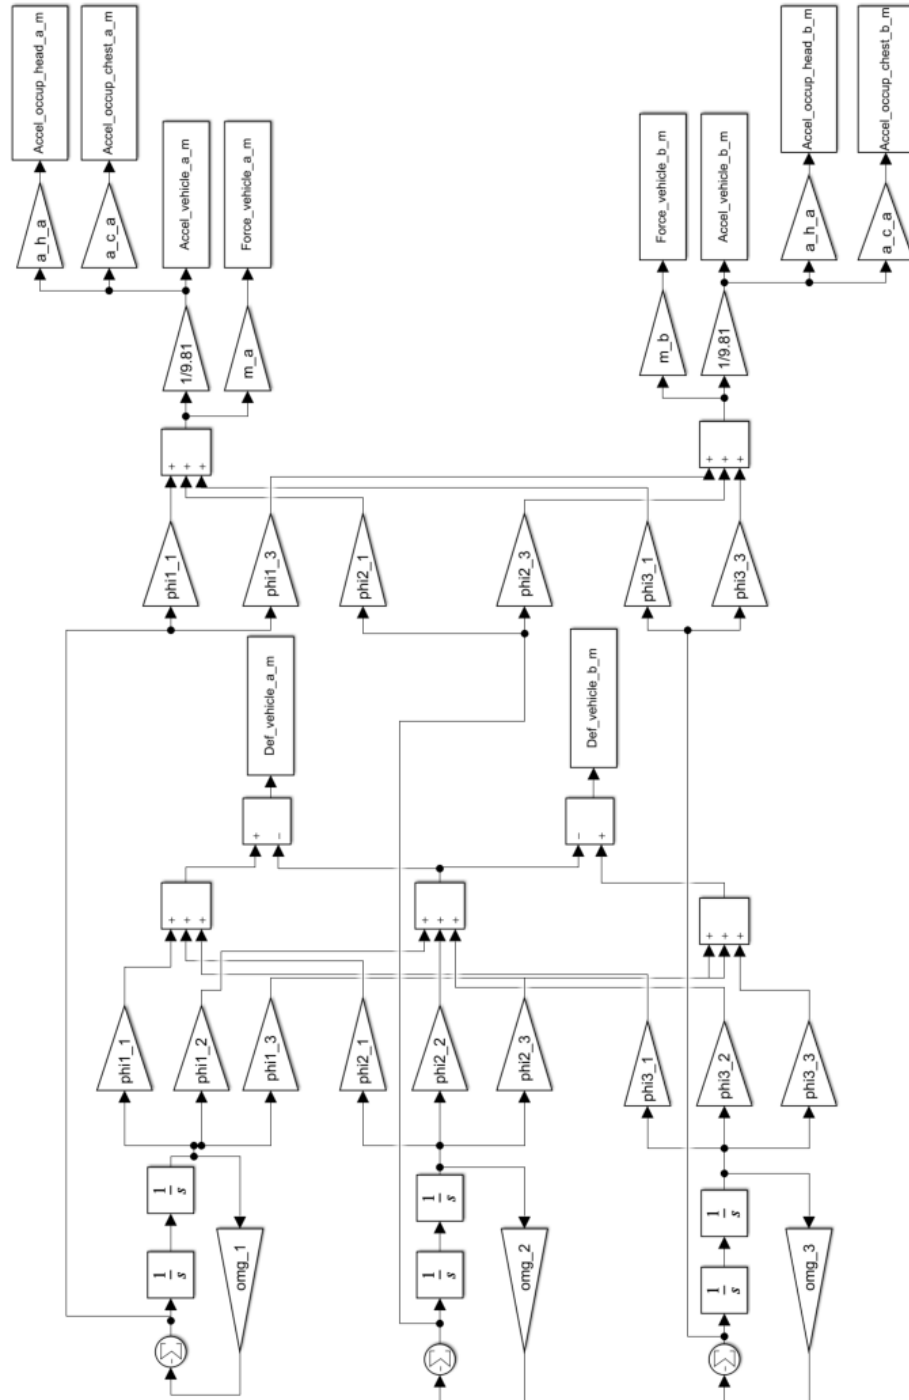 Accel_occup_head_a_m
Accel_occup_chest_a_m
Accel_vehicle_a_m
Force_vehicle_a_m
Force_vehicle_b_m
Accel_vehicle_b_m
Accel_occup_head_b_m
Accel_occup_chest_b_m
a_h_a
a_c_a
a_h_a
a_c_a
1/9.81
m_a
m_b
1/9.81
+ + +
+ + +
phi1_1
phi1_3
phi2_1
phi2_3
phi3_1
phi3_3
Def_vehicle_a_m
Def_vehicle_b_m
+ −
− +
+ + +
+ + +
+ + +
phi1_1
phi1_2
phi1_3
phi2_1
phi2_2
phi2_3
phi3_1
phi3_2
phi3_3
1/s
1/s
1/s
1/s
1/s
1/s
omg_1
omg_2
omg_3
Σ −
Σ −
Σ −